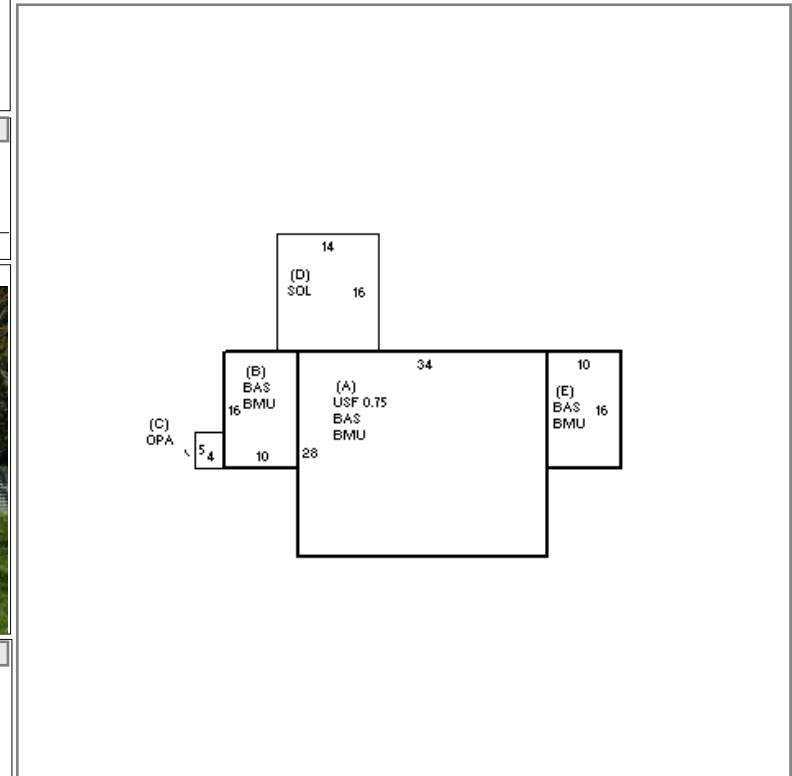 14
(D)
SOL
16
34
10
(B)
BAS
BMU
16
10
(A)
USF 0.75
BAS
BMU
28
(E)
BAS
BMU
16
(C)
OPA
5
4